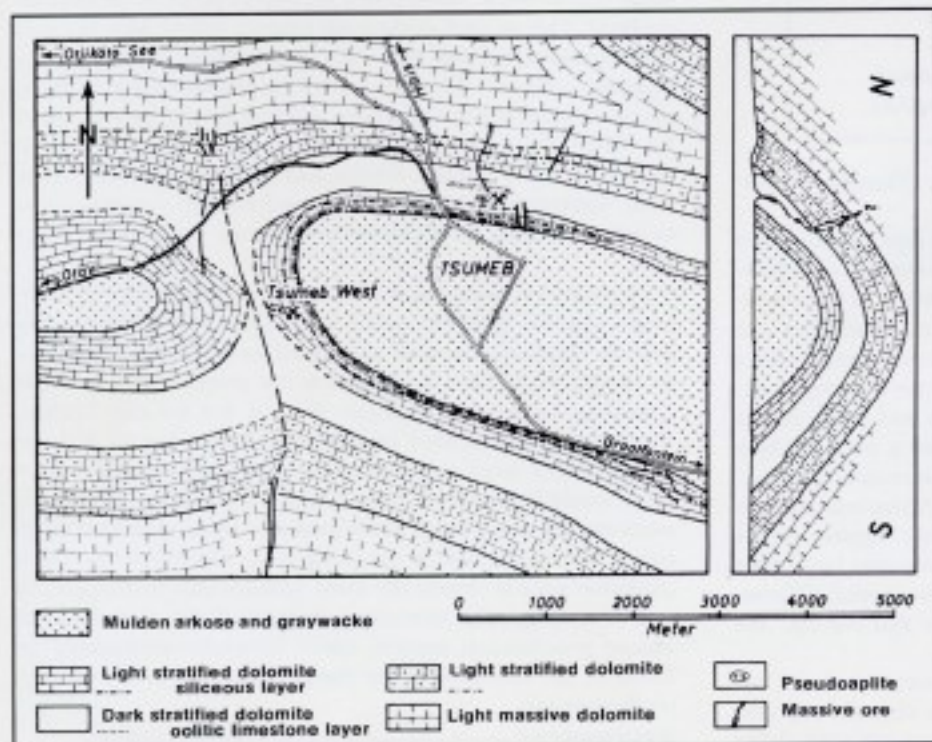 Otjikoto See
N
TSUMEB
Otavi
Tsumeb West
Grootfontein
N
S
0 1000 2000 3000 4000 5000
Meter
Mulden arkose and graywacke
Light stratified dolomite
siliceous layer
Light stratified dolomite
Pseudoaplite
Dark stratified dolomite
oolitic limestone layer
Light massive dolomite
Massive ore